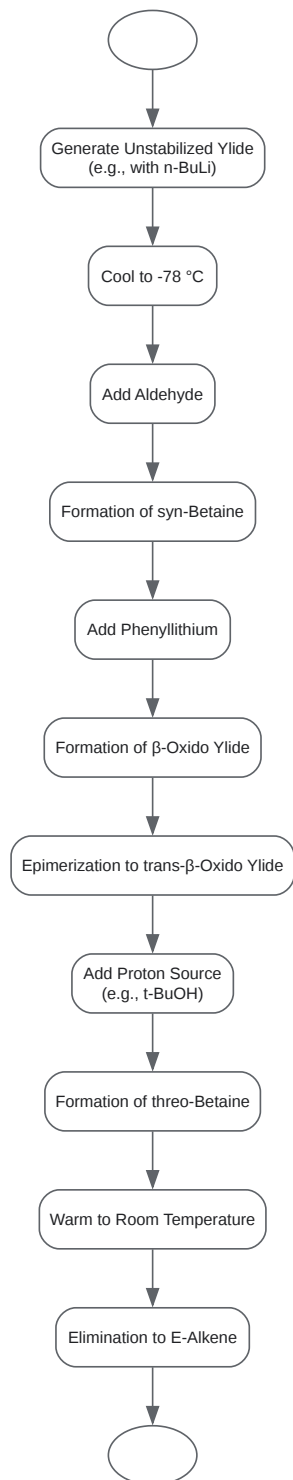 Generate Unstabilized Ylide
(e.g., with n-BuLi)
Cool to -78 °C
Add Aldehyde
Formation of syn-Betaine
Add Phenyllithium
Formation of β-Oxido Ylide
Epimerization to trans-β-Oxido Ylide
Add Proton Source
(e.g., t-BuOH)
Formation of threo-Betaine
Warm to Room Temperature
Elimination to E-Alkene